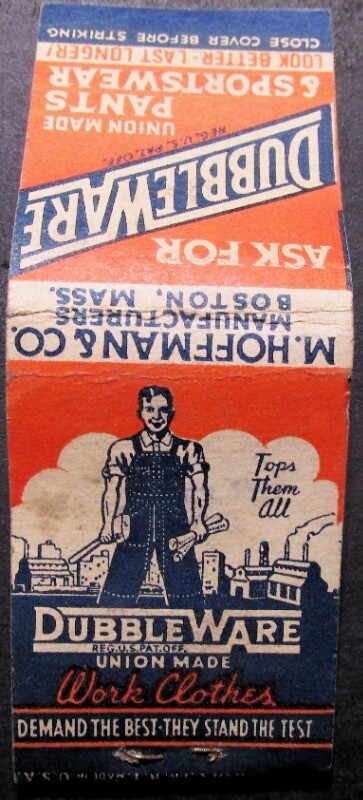 CLOSE COVER BEFORE STRIKING
LOOK BETTER - LAST LONGER!
ASK FOR
DUBBLEWARE
REG. U.S. PAT. OFF.
UNION MADE
PANTS
& SPORTSWEAR
M. HOFFMAN & CO.
MANUFACTURERS
BOSTON, MASS.
Tops
Them
All
DUBBLEWARE
REG. U.S. PAT. OFF.
UNION MADE
Work Clothes
DEMAND THE BEST-THEY STAND THE TEST
U.S.A.